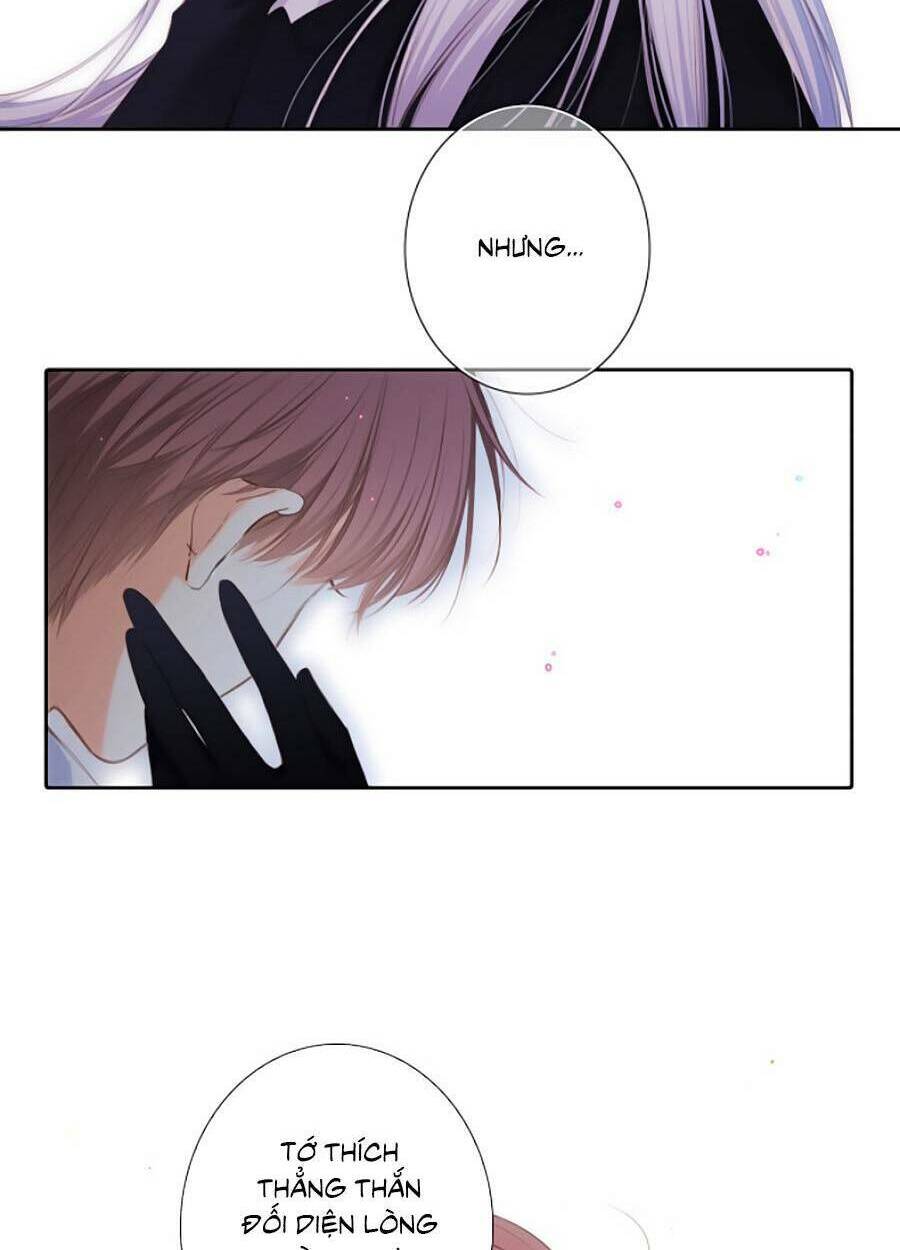 NHƯNG...
TỚ THÍCH
THẲNG THẮN
ĐỐI DIỆN LÒNG